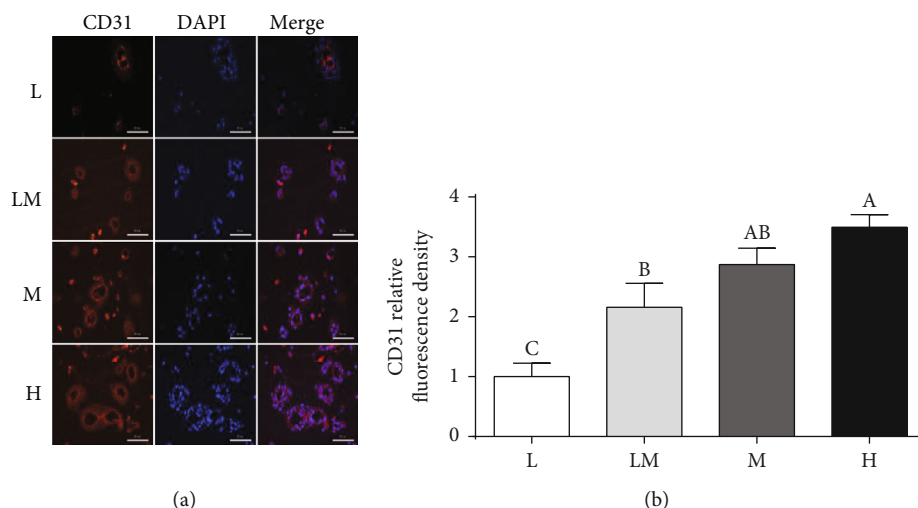 CD31 DAPI Merge
L
LM
M
H
(a)
CD31 relative
fluorescence density
4
3
2
1
0
C
B
AB
A
L LM M H
(b)